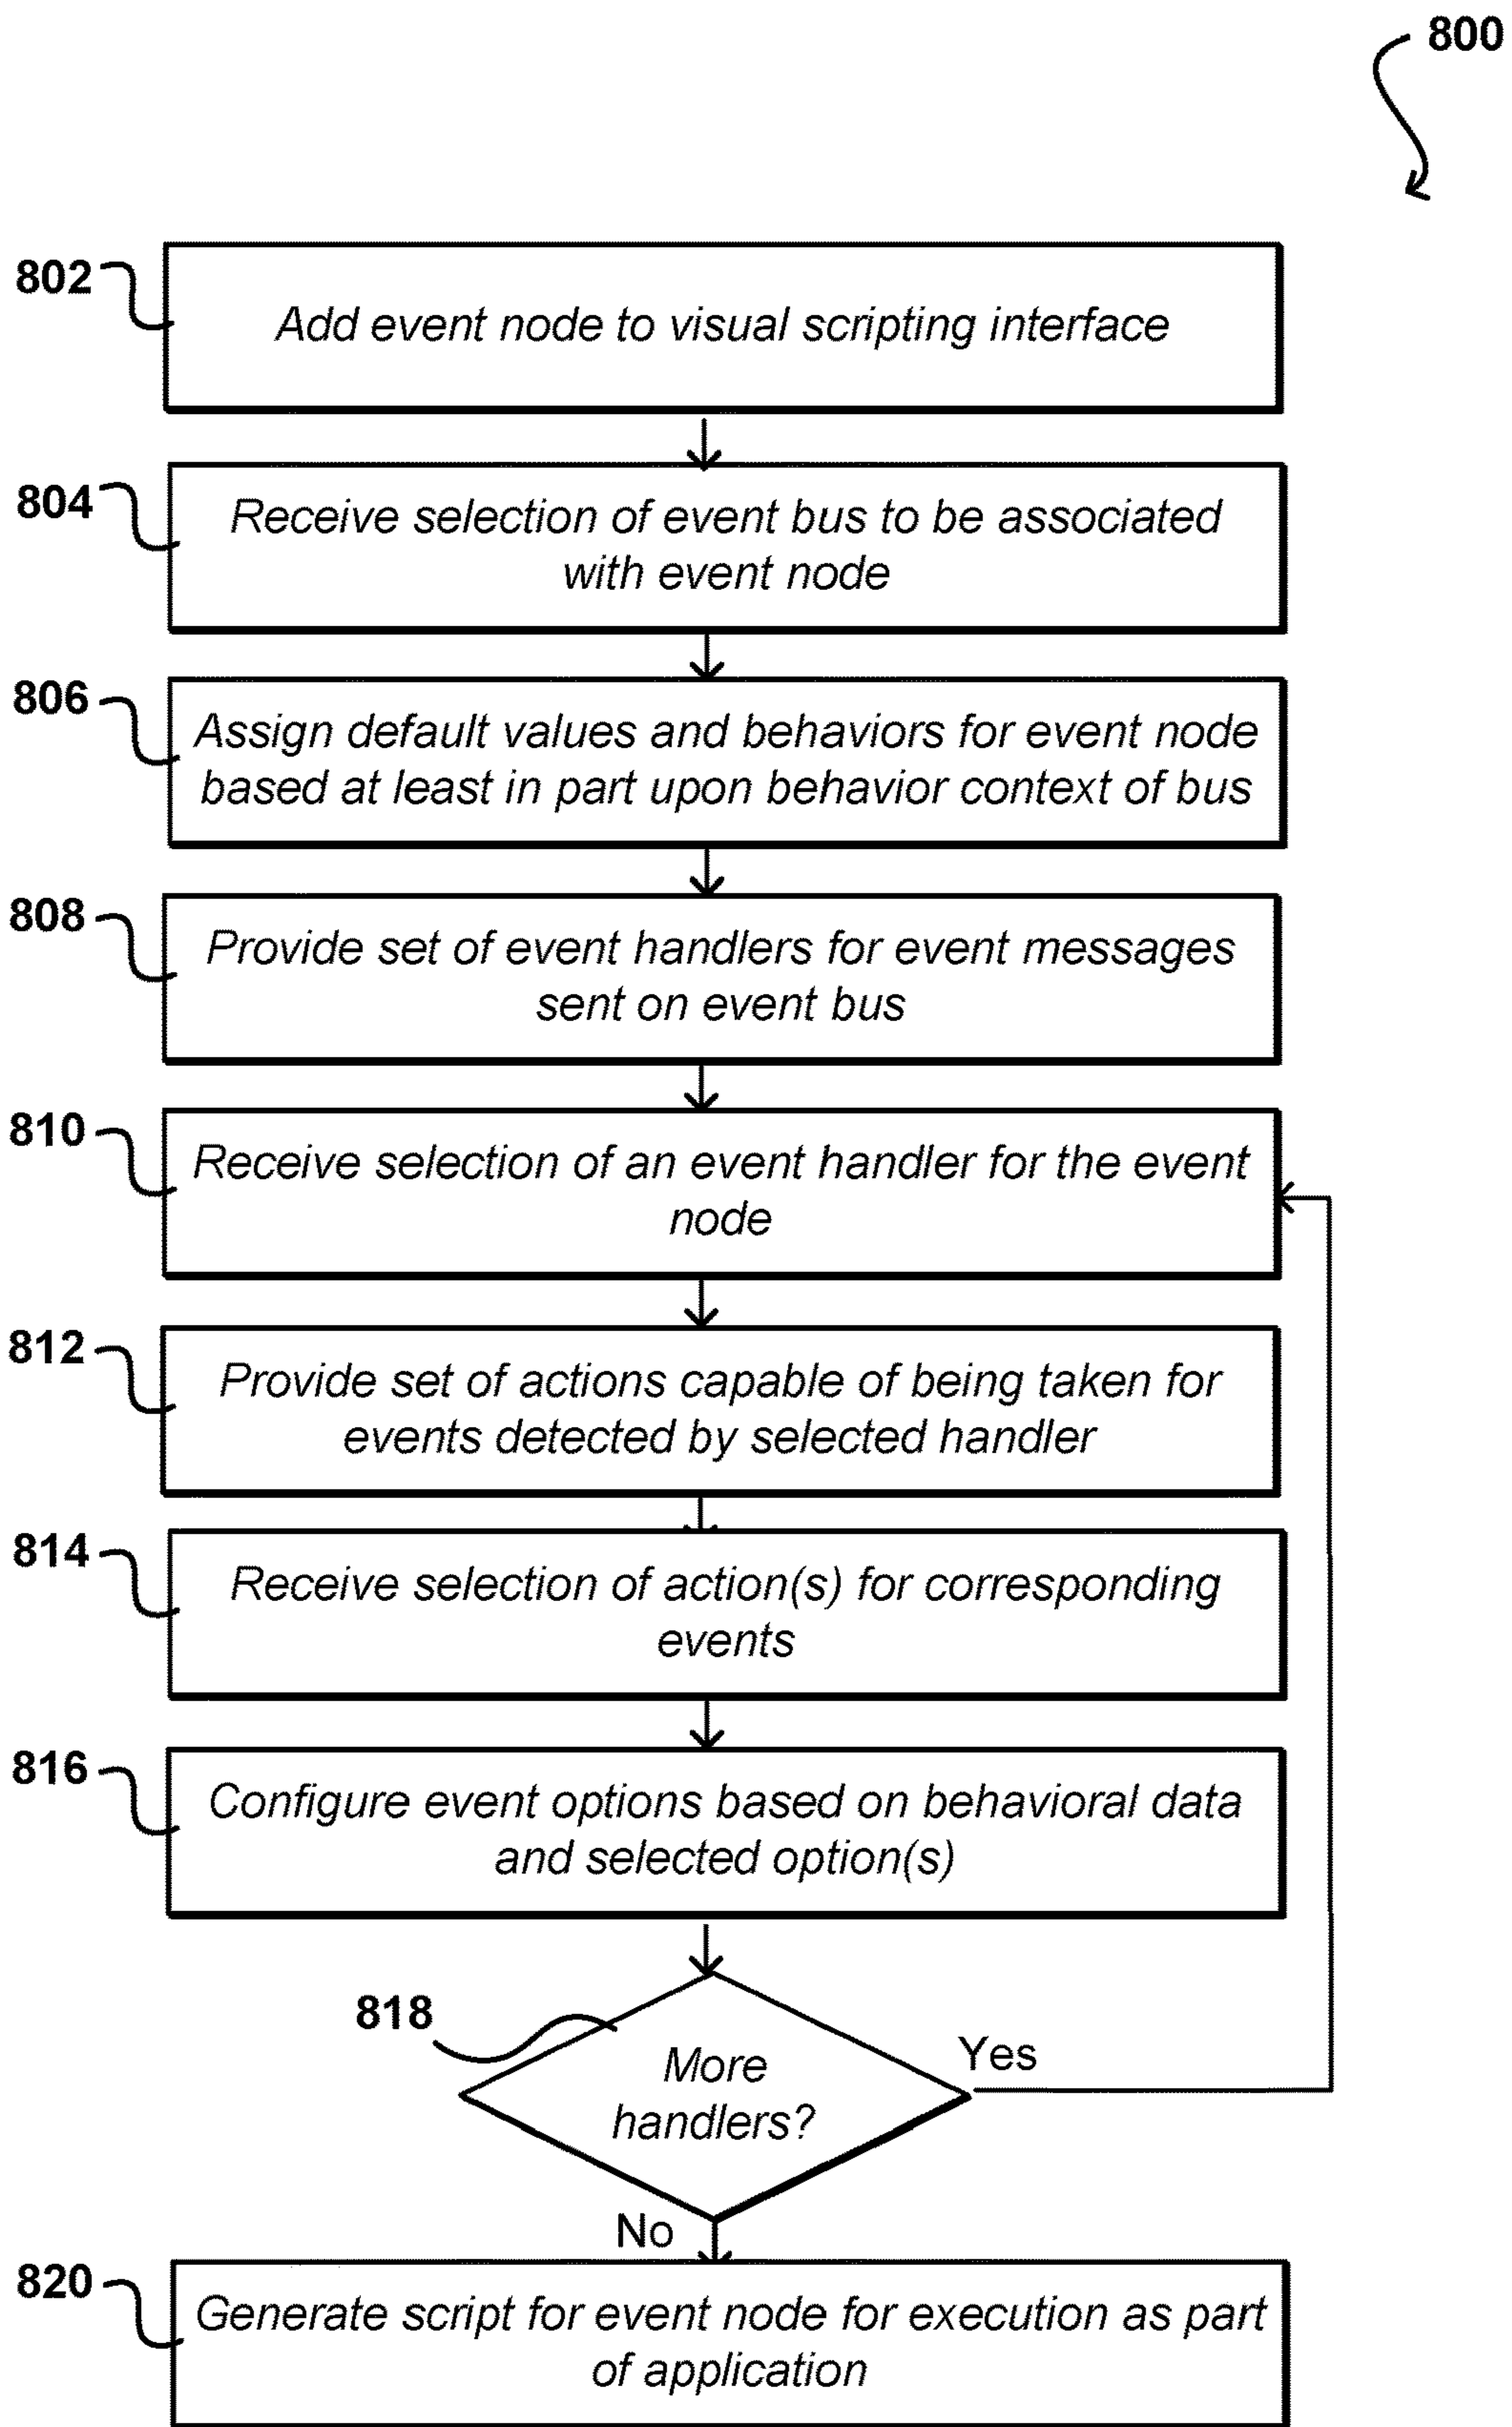 800
802
Add event node to visual scripting interface
804
Receive selection of event bus to be associated
with event node
806
Assign default values and behaviors for event node
based at least in part upon behavior context of bus
808
Provide set of event handlers for event messages
sent on event bus
810
Receive selection of an event handler for the event
node
812
Provide set of actions capable of being taken for
events detected by selected handler
814
Receive selection of action(s) for corresponding
events
816
Configure event options based on behavioral data
and selected option(s)
818
More
handlers?
Yes
No
820
Generate script for event node for execution as part
of application